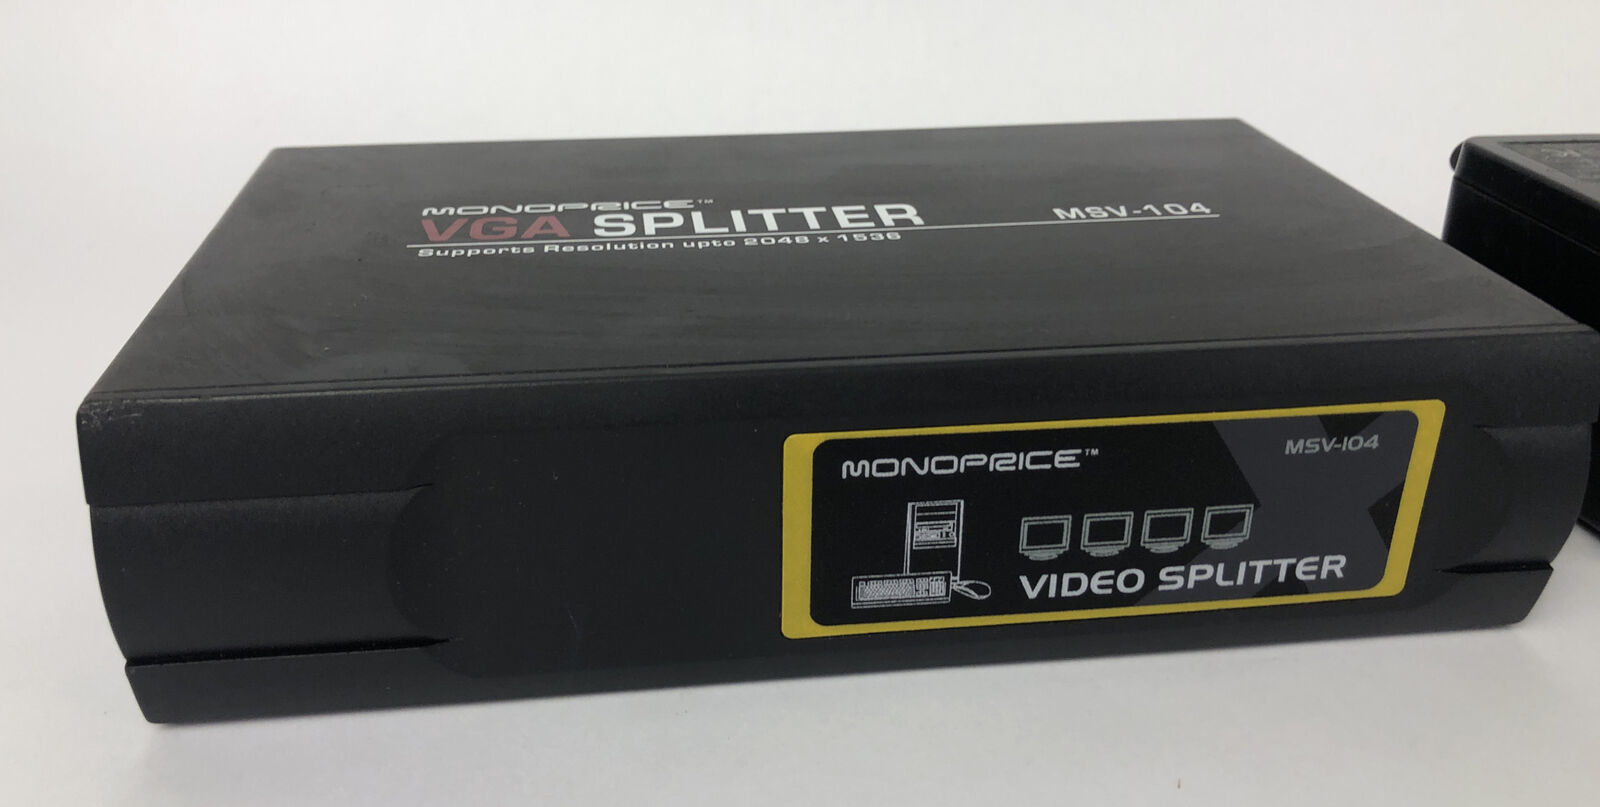 MONOPRICE™
VGA SPLITTER MSV-104
Supports Resolution upto 2048 x 1536
MONOPRICE™ MSV-104
VIDEO SPLITTER